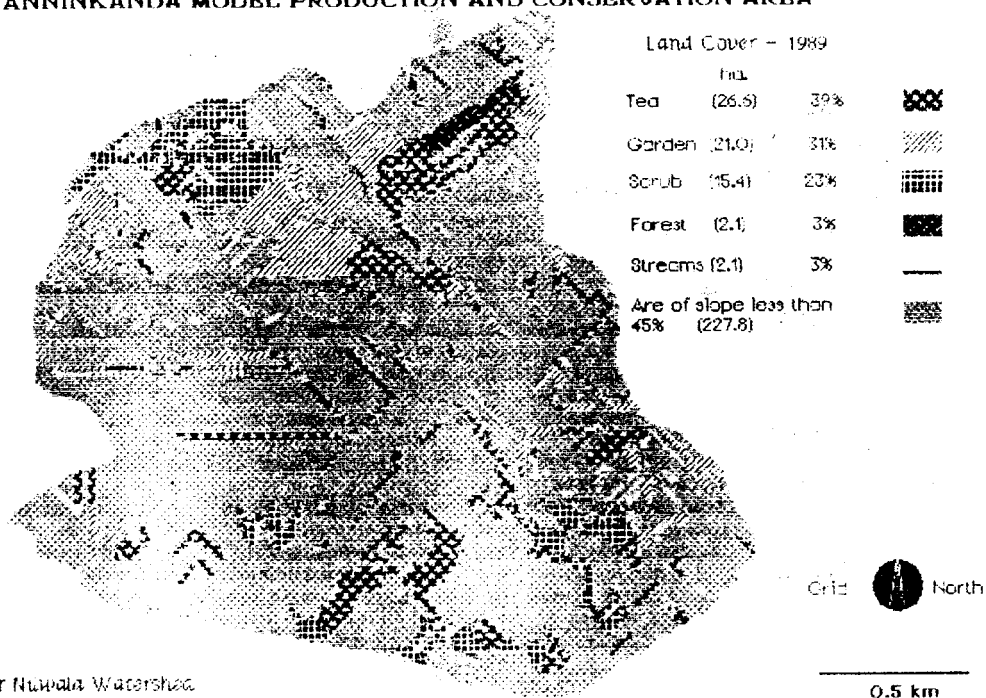 ANNINKANDA MODEL PRODUCTION AND CONSERVATION AREA
Land Cover - 1989
ha.
Tea (26.6) 39%
Garden (21.0) 31%
Scrub (15.4) 23%
Forest (2.1) 3%
Streams (2.1) 3%
Are of slope less than
45% (227.8)
Grid North
r Nuwala Watershed
0.5 km